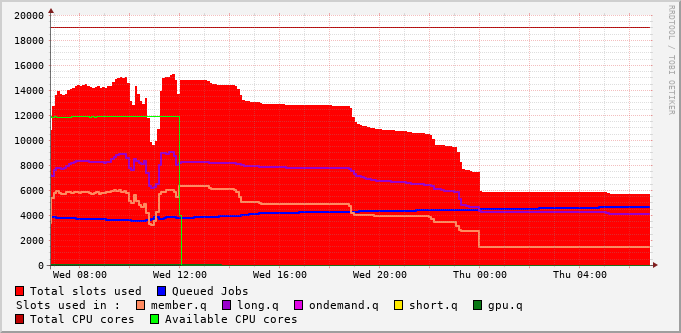 20000
18000
16000
14000
12000
10000
8000
6000
4000
2000
0
Wed 08:00 Wed 12:00 Wed 16:00 Wed 20:00 Thu 00:00 Thu 04:00
Total slots used Queued Jobs
Slots used in : member.q long.q ondemand.q short.q gpu.q
Total CPU cores Available CPU cores
RRDTOOL / TOBI OETIKER